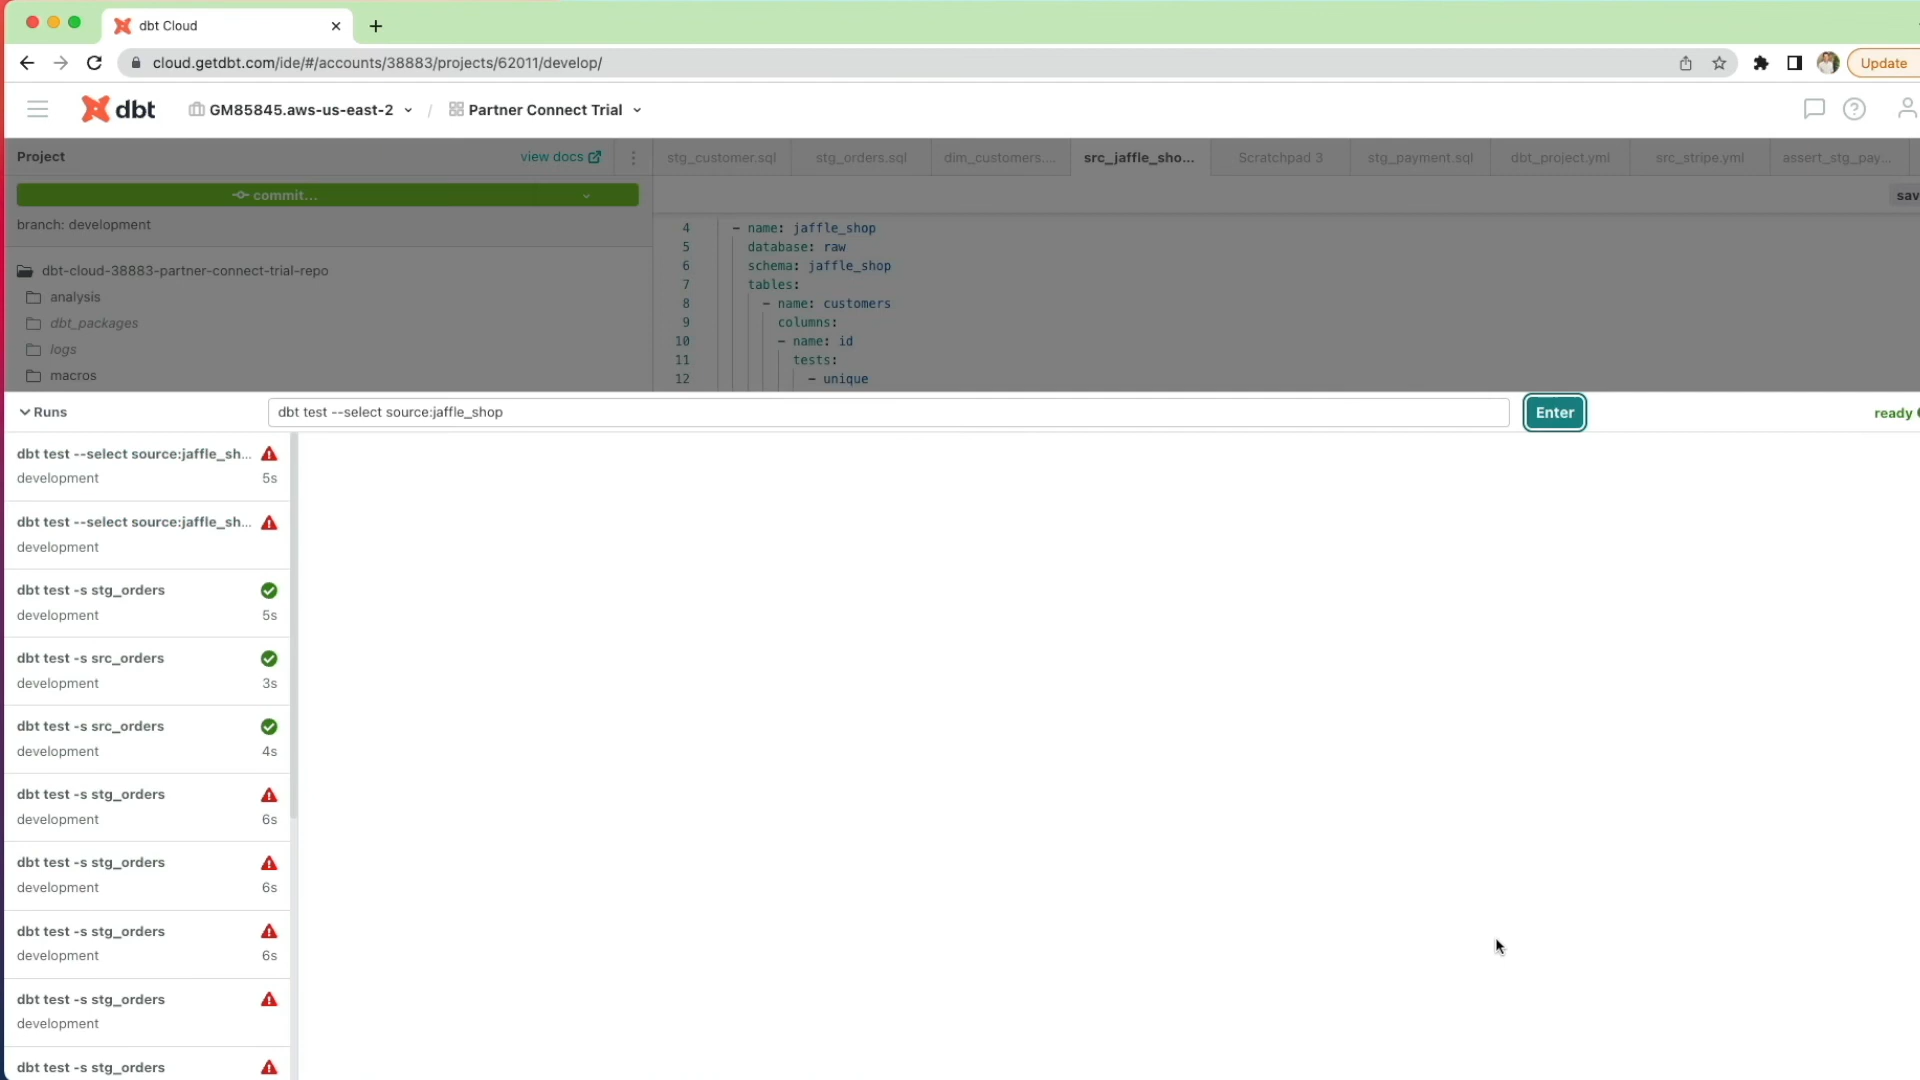 dbt Cloud
cloud.getdbt.com/ide/#/accounts/38883/projects/62011/develop/
Update
dbt
GM85845.aws-us-east-2
/
Partner Connect Trial
Project
view docs
stg_customer.sql
stg_orders.sql
dim_customers....
src_jaffle_sho...
Scratchpad 3
stg_payment.sql
dbt_project.yml
src_stripe.yml
assert_stg_pay...
commit...
sav
branch: development
dbt-cloud-38883-partner-connect-trial-repo
analysis
dbt_packages
logs
macros
4 - name: jaffle_shop
5 database: raw
6 schema: jaffle_shop
7 tables:
8 - name: customers
9 columns:
10 - name: id
11 tests:
12 - unique
Runs
dbt test --select source:jaffle_shop
Enter
ready
dbt test --select source:jaffle_sh...
development 5s
dbt test --select source:jaffle_sh...
development
dbt test -s stg_orders
development 5s
dbt test -s src_orders
development 3s
dbt test -s src_orders
development 4s
dbt test -s stg_orders
development 6s
dbt test -s stg_orders
development 6s
dbt test -s stg_orders
development 6s
dbt test -s stg_orders
development
dbt test -s stg_orders